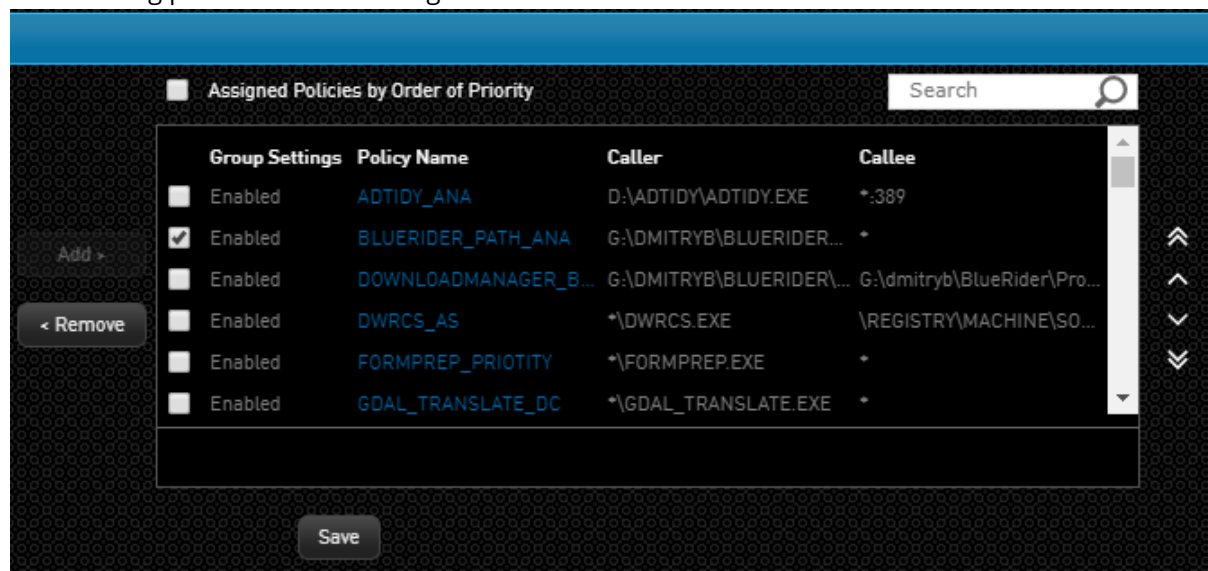 Assigned Policies by Order of Priority Search
Group Settings Policy Name Caller Callee
Enabled ADTIDY_ANA D:\ADTIDY\ADTIDY.EXE *:389
Enabled BLUERIDER_PATH_ANA G:\DMITRYB\BLUERIDER... *
Enabled DOWNLOADMANAGER_B... G:\DMITRYB\BLUERIDER\... G:\dmitryb\BlueRider\Pro...
Enabled DWRCS_AS *\DWRCS.EXE \REGISTRY\MACHINE\SO...
Enabled FORMPREP_PRIOTITY *\FORMPREP.EXE *
Enabled GDAL_TRANSLATE_DC *\GDAL_TRANSLATE.EXE *
Add >
< Remove
Save